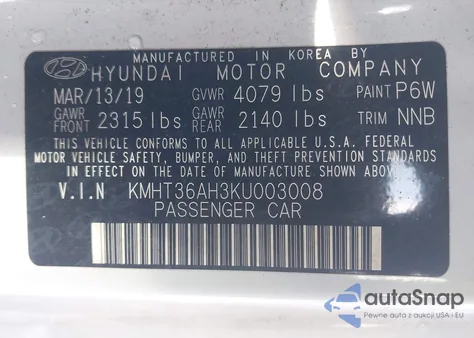 MANUFACTURED IN KOREA BY
HYUNDAI MOTOR COMPANY
MAR/13/19 GVWR 4079 lbs PAINT P6W
GAWR FRONT 2315 lbs GAWR REAR 2140 lbs TRIM NNB
THIS VEHICLE CONFORMS TO ALL APPLICABLE U.S.A. FEDERAL
MOTOR VEHICLE SAFETY, BUMPER, AND THEFT PREVENTION
STANDARDS IN EFFECT ON THE DATE OF MANUFACTURE SHOWN ABOVE.
V.I.N KMHT36AH3KU003008
PASSENGER CAR
autoSnap
Pewne auta z aukcji USA i EU